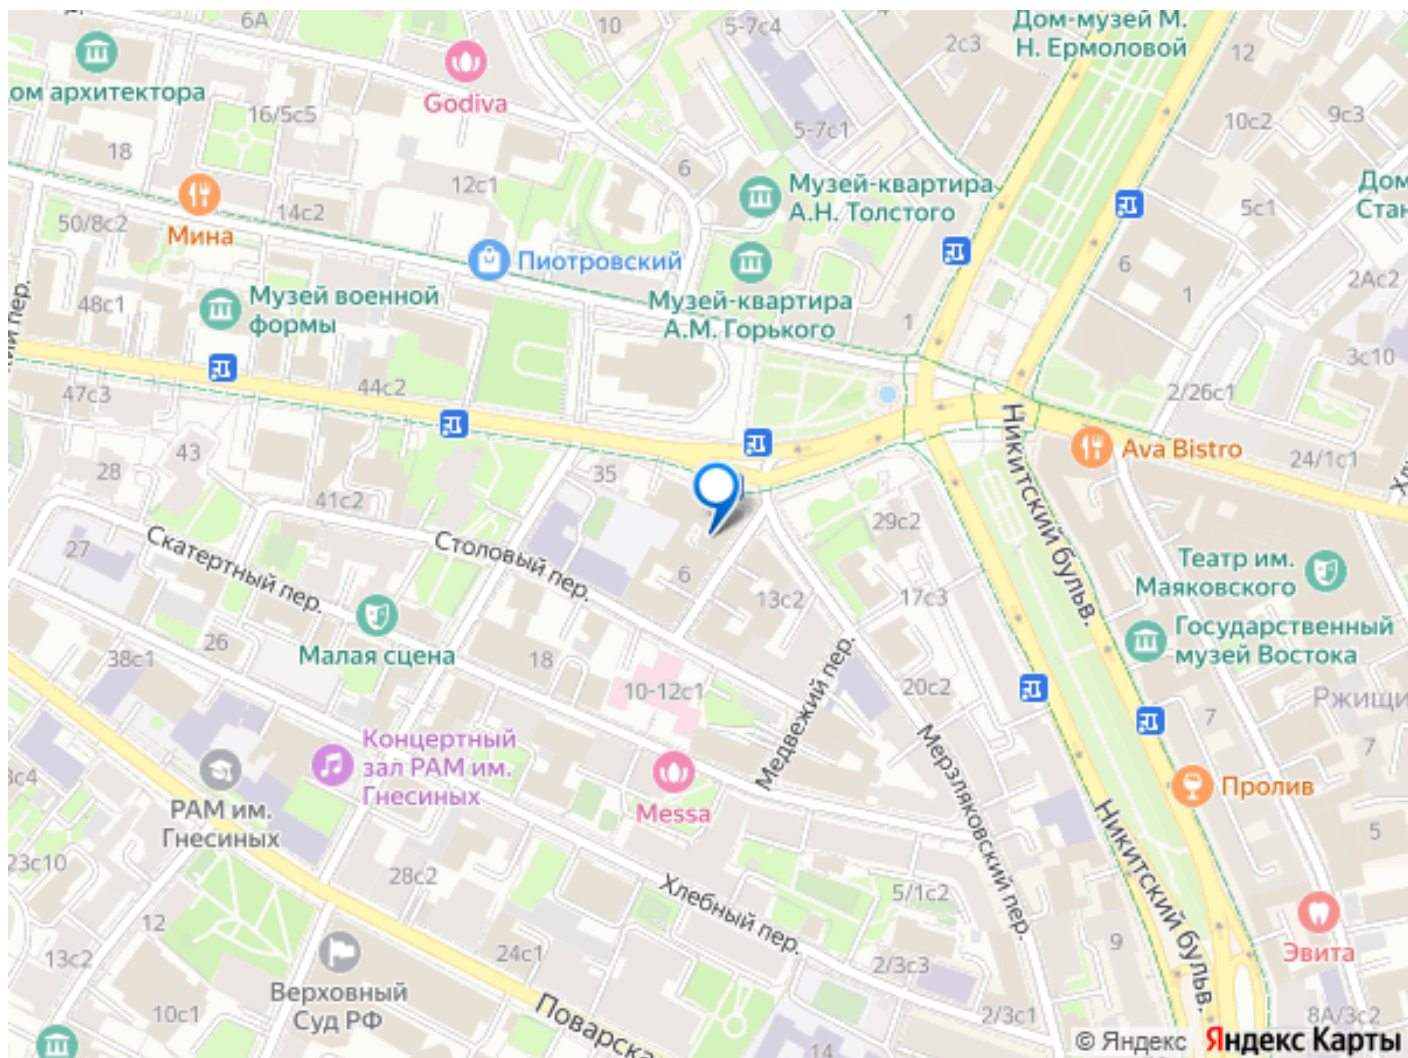 6А
10
5-7с4
Дом-музей М.
Н. Ермоловой
2с3
12
ом архитектора
Godiva
16/5с5
18
5-7с1
10с2
9с3
6
12с1
Музей-квартира
А.Н. Толстого
Дом
Стан
5с1
50/8с2
14с2
Мина
Пиотровский
6
1
2Ас2
48с1
Музей военной
формы
Музей-квартира
А.М. Горького
1
ий пер.
3с10
47с3
44с2
2/26с1
Никитский бульв.
Ava Bistro
24/1с1
43
28
35
41с2
29с2
27
Скатертный пер.
Столовый пер.
6
13с2
17с3
Театр им.
Маяковского
Государственный
музей Востока
26
38с1
Малая сцена
18
10-12с1
Медвежий пер.
20с2
Ржищи
7
7
Мерзляковский пер.
3с4
РАМ им.
Гнесиных
Концертный
зал РАМ им.
Гнесиных
Messa
Пролив
Никитский бульв.
5
23с10
28с2
Хлебный пер.
5/1с2
12
13с2
24с1
2/3с3
9
Эвита
10с1
Верховный
Суд РФ
Поварска
14
2/3с1
8А/3с2
© Яндекс Яндекс Карты